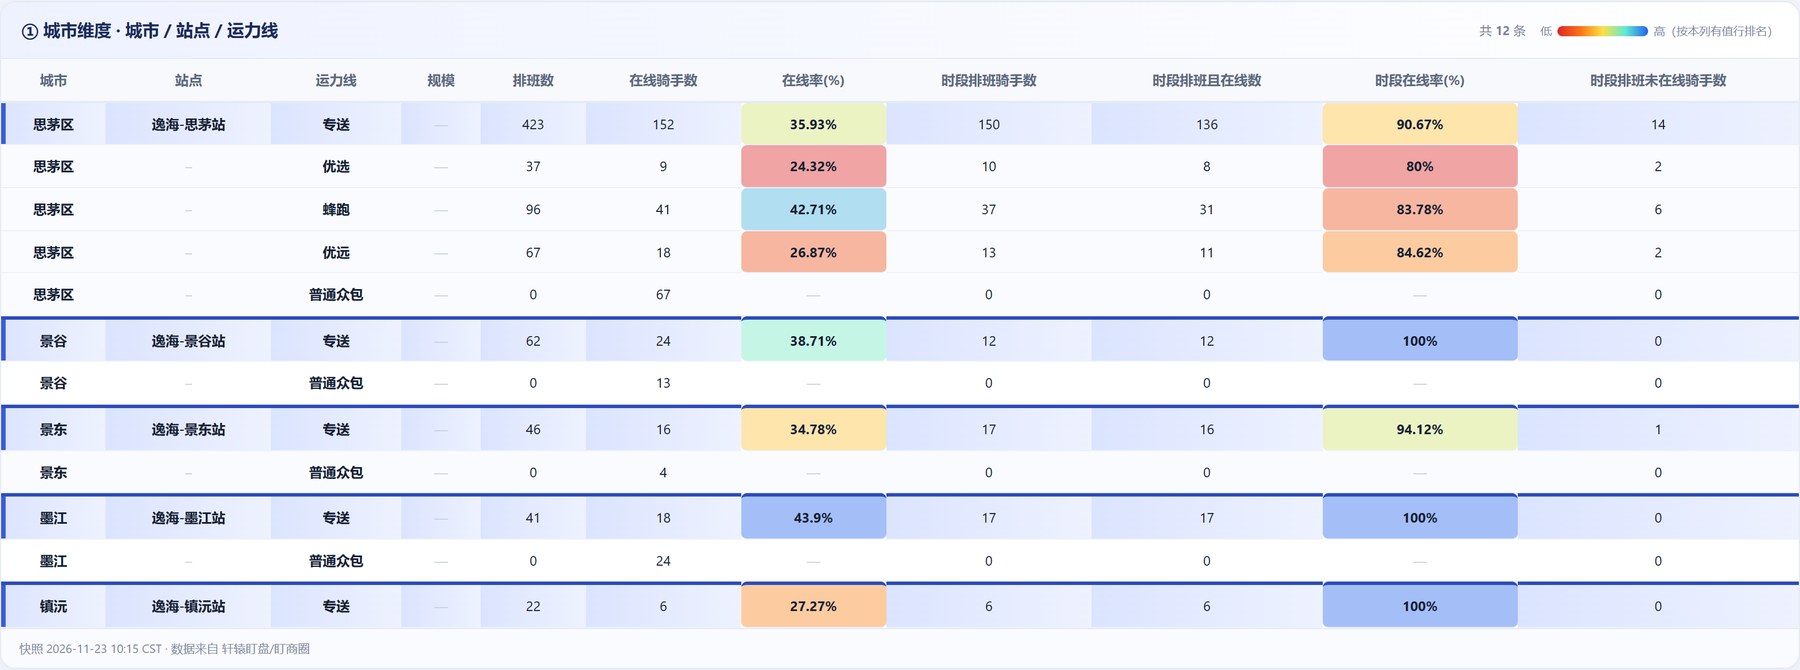 ① 城市维度 · 城市 / 站点 / 运力线
共 12 条 低 高 (按本列有值行排名)
城市 站点 运力线 规模 排班数 在线骑手数 在线率(%) 时段排班骑手数 时段排班且在线数 时段在线率(%) 时段排班未在线骑手数
思茅区 逸海-思茅站 专送 — 423 152 35.93% 150 136 90.67% 14
思茅区 – 优选 — 37 9 24.32% 10 8 80% 2
思茅区 – 蜂跑 — 96 41 42.71% 37 31 83.78% 6
思茅区 – 优远 — 67 18 26.87% 13 11 84.62% 2
思茅区 – 普通众包 — 0 67 — 0 0 — 0
景谷 逸海-景谷站 专送 — 62 24 38.71% 12 12 100% 0
景谷 – 普通众包 — 0 13 — 0 0 — 0
景东 逸海-景东站 专送 — 46 16 34.78% 17 16 94.12% 1
景东 – 普通众包 — 0 4 — 0 0 — 0
墨江 逸海-墨江站 专送 — 41 18 43.9% 17 17 100% 0
墨江 – 普通众包 — 0 24 — 0 0 — 0
镇沅 逸海-镇沅站 专送 — 22 6 27.27% 6 6 100% 0
快照 2026-11-23 10:15 CST · 数据来自 轩辕盯盘/盯商圈